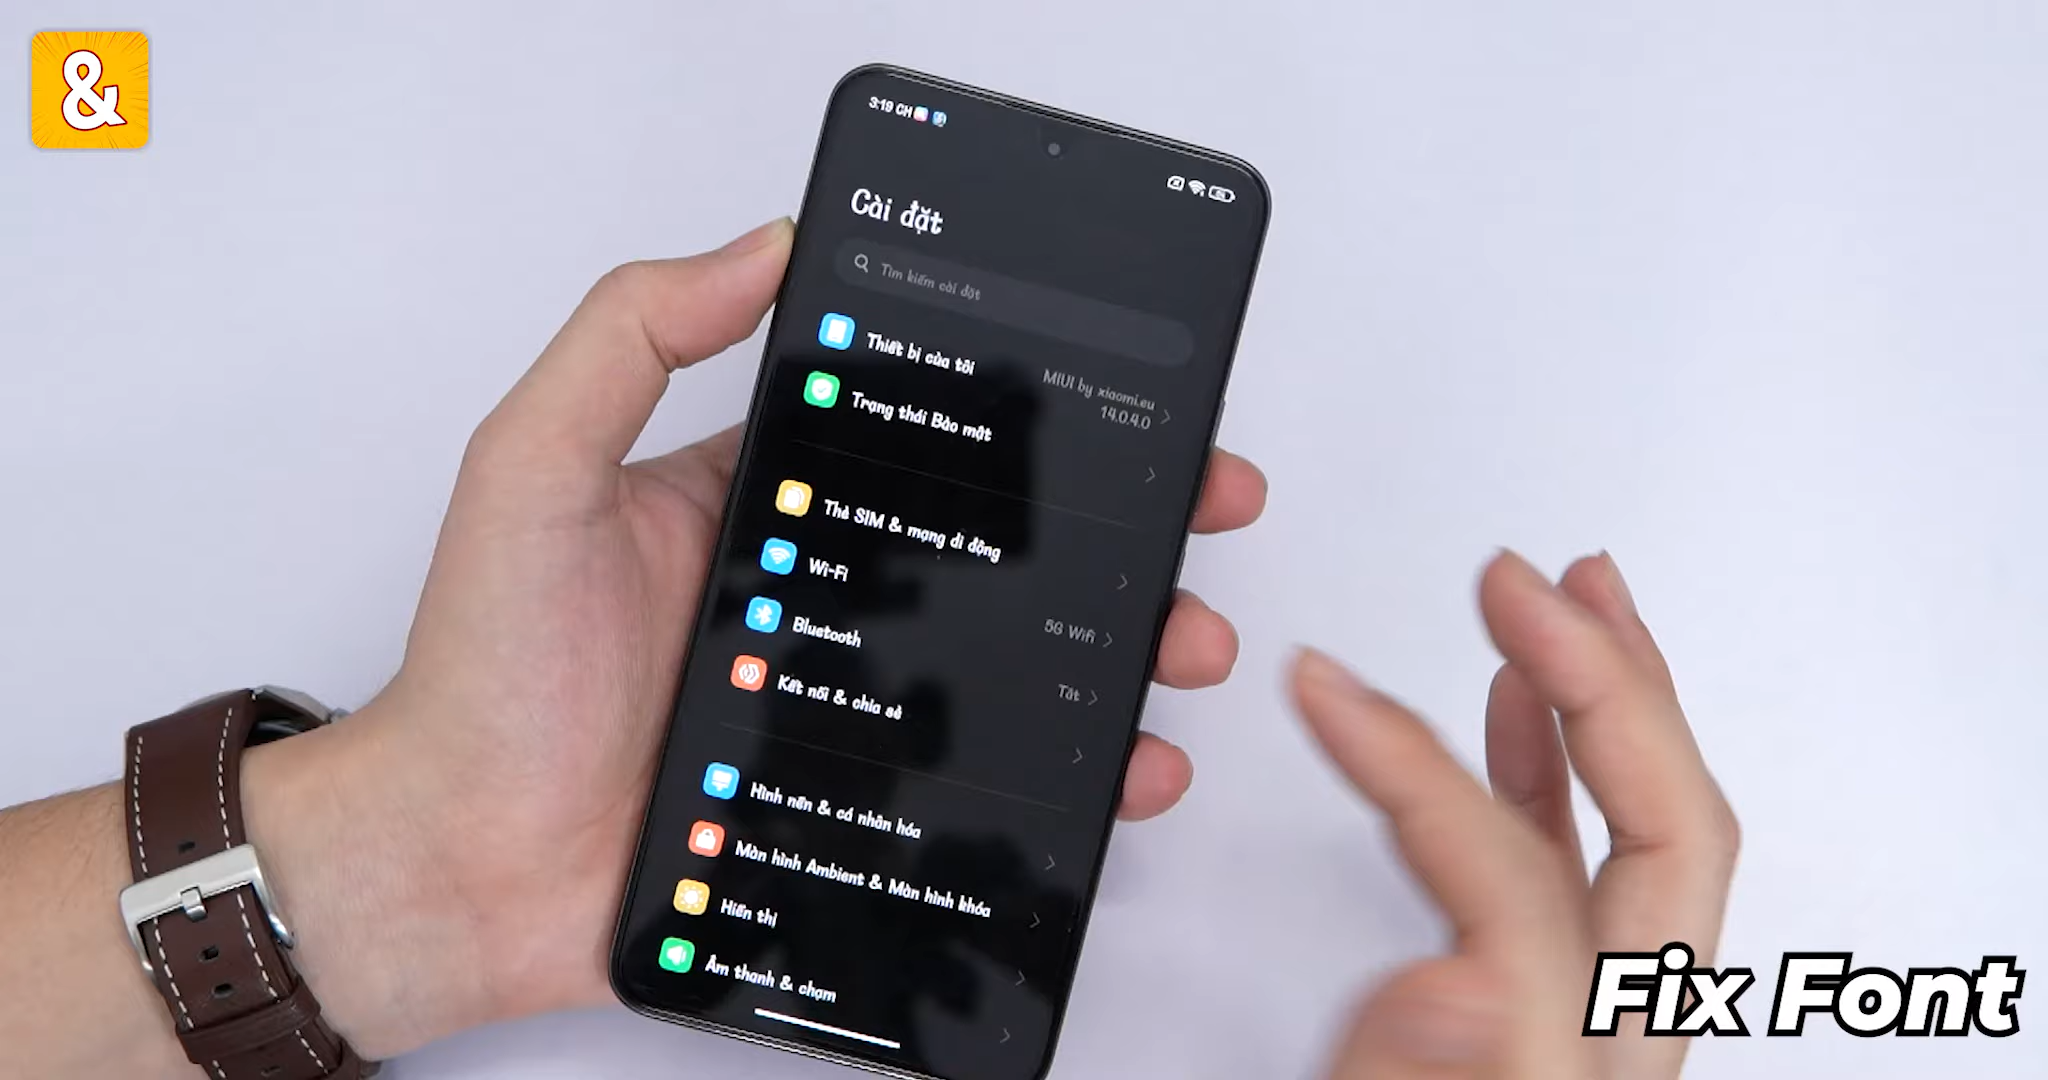 &
3:19 CH
Cài đặt
Tìm kiếm cài đặt
Thiết bị của tôi
MIUI by xiaomi.eu
14.0.4.0
Trạng thái Bảo mật
Thẻ SIM & mạng di động
Wi-Fi
5G Wifi
Bluetooth
Tắt
Kết nối & chia sẻ
Hình nền & cá nhân hóa
Màn hình Ambient & Màn hình khóa
Hiển thị
Âm thanh & chạm
Fix Font